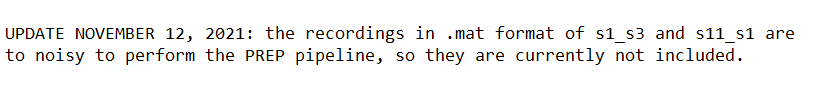 UPDATE NOVEMBER 12, 2021: the recordings in .mat format of s1_s3 and s11_s1 are
to noisy to perform the PREP pipeline, so they are currently not included.